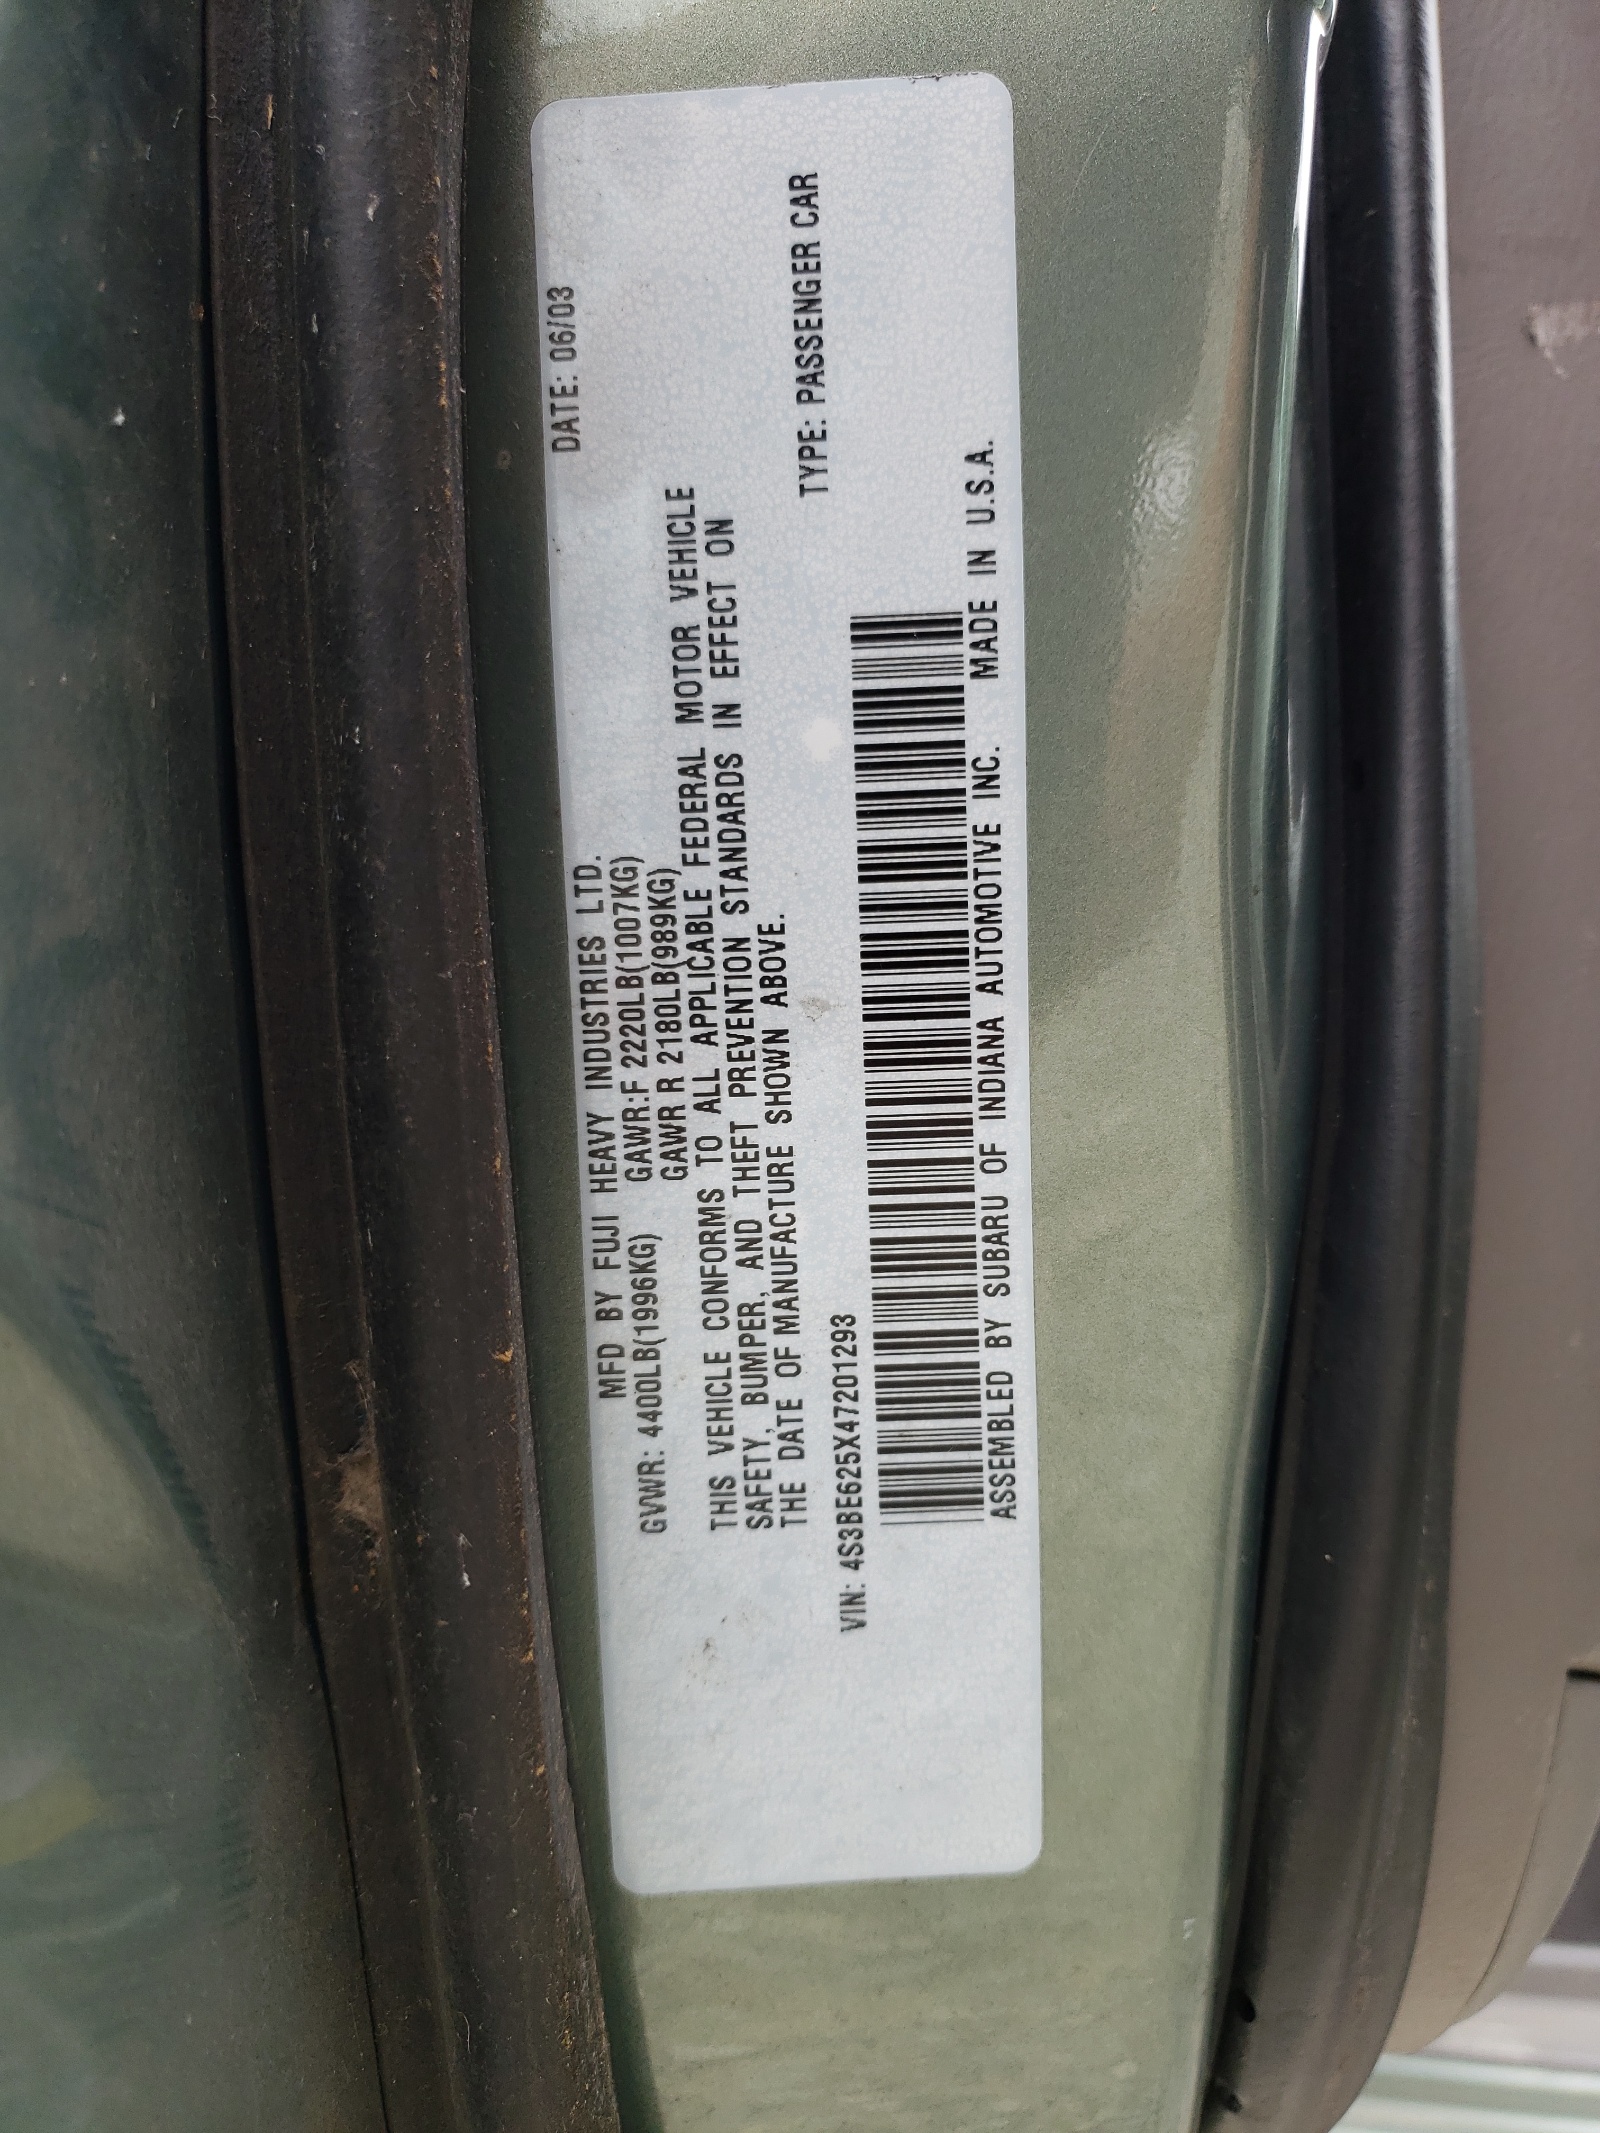 DATE: 06/03
MFD BY FUJI HEAVY INDUSTRIES LTD.
GVWR: 4400LB(1996KG) GAWR:F 2220LB(1007KG)
GAWR R 2180LB(989KG)
THIS VEHICLE CONFORMS TO ALL APPLICABLE FEDERAL MOTOR VEHICLE
SAFETY, BUMPER, AND THEFT PREVENTION STANDARDS IN EFFECT ON
THE DATE OF MANUFACTURE SHOWN ABOVE.
TYPE: PASSENGER CAR
VIN: 4S3BE625X47201293
ASSEMBLED BY SUBARU OF INDIANA AUTOMOTIVE INC. MADE IN U.S.A.